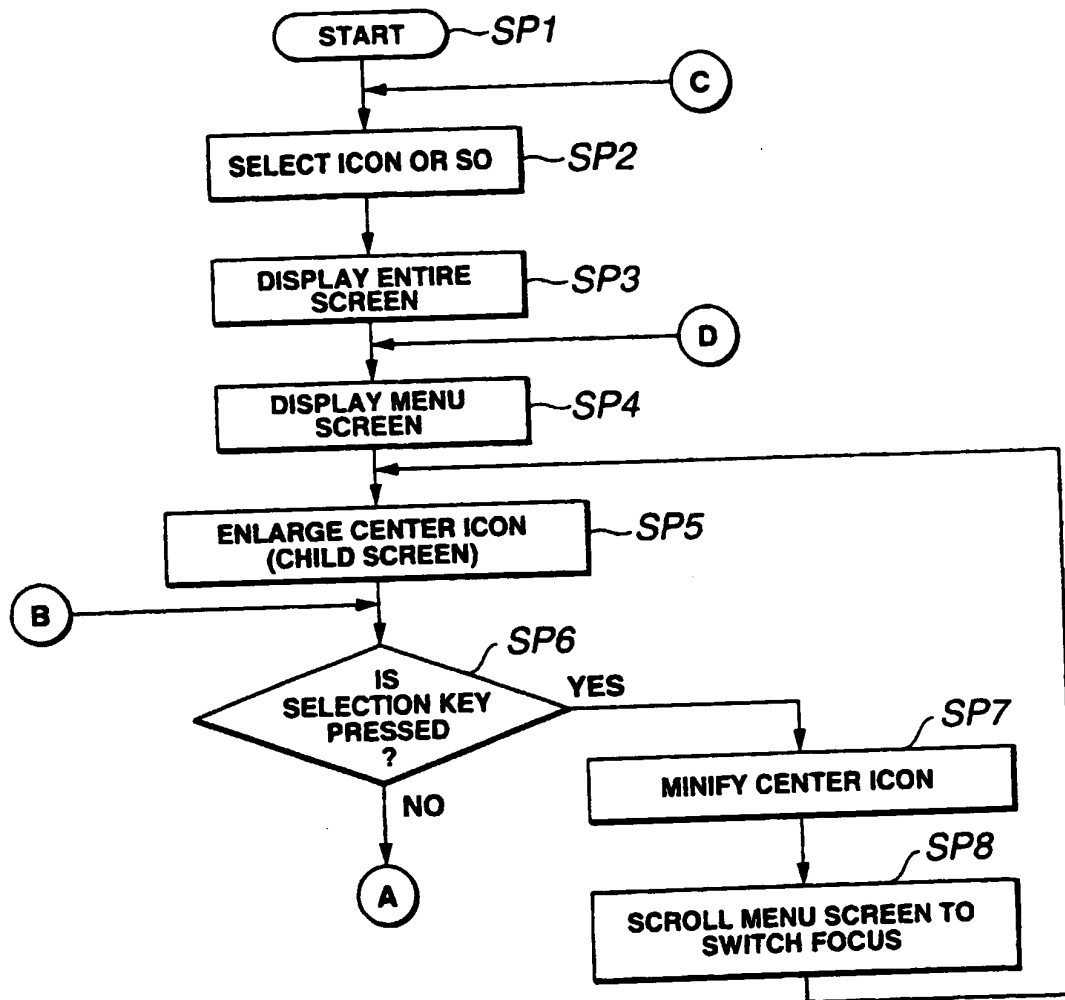 START
SP1
C
SELECT ICON OR SO
SP2
DISPLAY ENTIRE
SCREEN
SP3
D
DISPLAY MENU
SCREEN
SP4
ENLARGE CENTER ICON
(CHILD SCREEN)
SP5
B
SP6
IS
SELECTION KEY
PRESSED
?
YES
NO
A
SP7
MINIFY CENTER ICON
SP8
SCROLL MENU SCREEN TO
SWITCH FOCUS